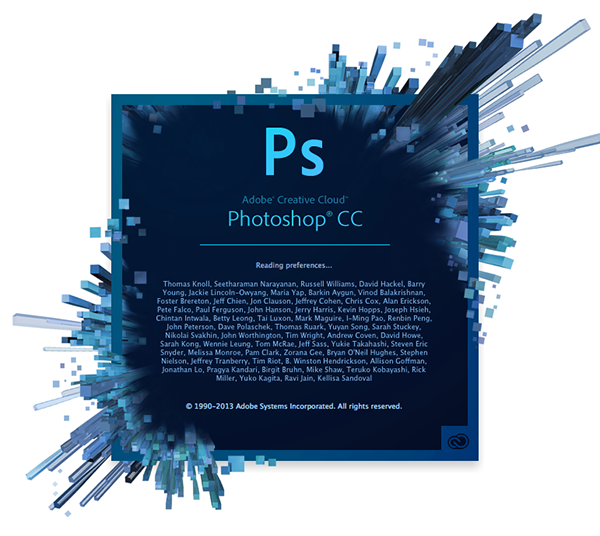 Ps
Adobe® Creative Cloud™
Photoshop® CC
Reading preferences...
Thomas Knoll, Seetharaman Narayanan, Russell Williams, David Hackel, Barry
Young, Jackie Lincoln-Owyang, Maria Yap, Barkin Aygun, Vinod Balakrishnan,
Foster Brereton, Jeff Chien, Jon Clauson, Jeffrey Cohen, Chris Cox, Alan Erickson,
Pete Falco, Paul Ferguson, John Hanson, Jerry Harris, Kevin Hopps, Joseph Hsieh,
Chintan Intwala, Betty Leong, Tai Luxon, Mark Maguire, I-Ming Pao, Renbin Peng,
John Peterson, Dave Polaschek, Thomas Ruark, Yuyan Song, Sarah Stuckey,
Nikolai Svakhin, John Worthington, Tim Wright, Andrew Coven, David Howe,
Sarah Kong, Wennie Leung, Tom McRae, Jeff Sass, Yukie Takahashi, Steven Eric
Snyder, Melissa Monroe, Pam Clark, Zorana Gee, Bryan O'Neil Hughes, Stephen
Nielson, Jeffrey Tranberry, Tim Riot, B. Winston Hendrickson, Allison Goffman,
Jonathan Lo, Pragya Kandari, Birgit Bruhn, Mike Shaw, Teruko Kobayashi, Rick
Miller, Yuko Kagita, Ravi Jain, Kellisa Sandoval
© 1990-2013 Adobe Systems Incorporated. All rights reserved.